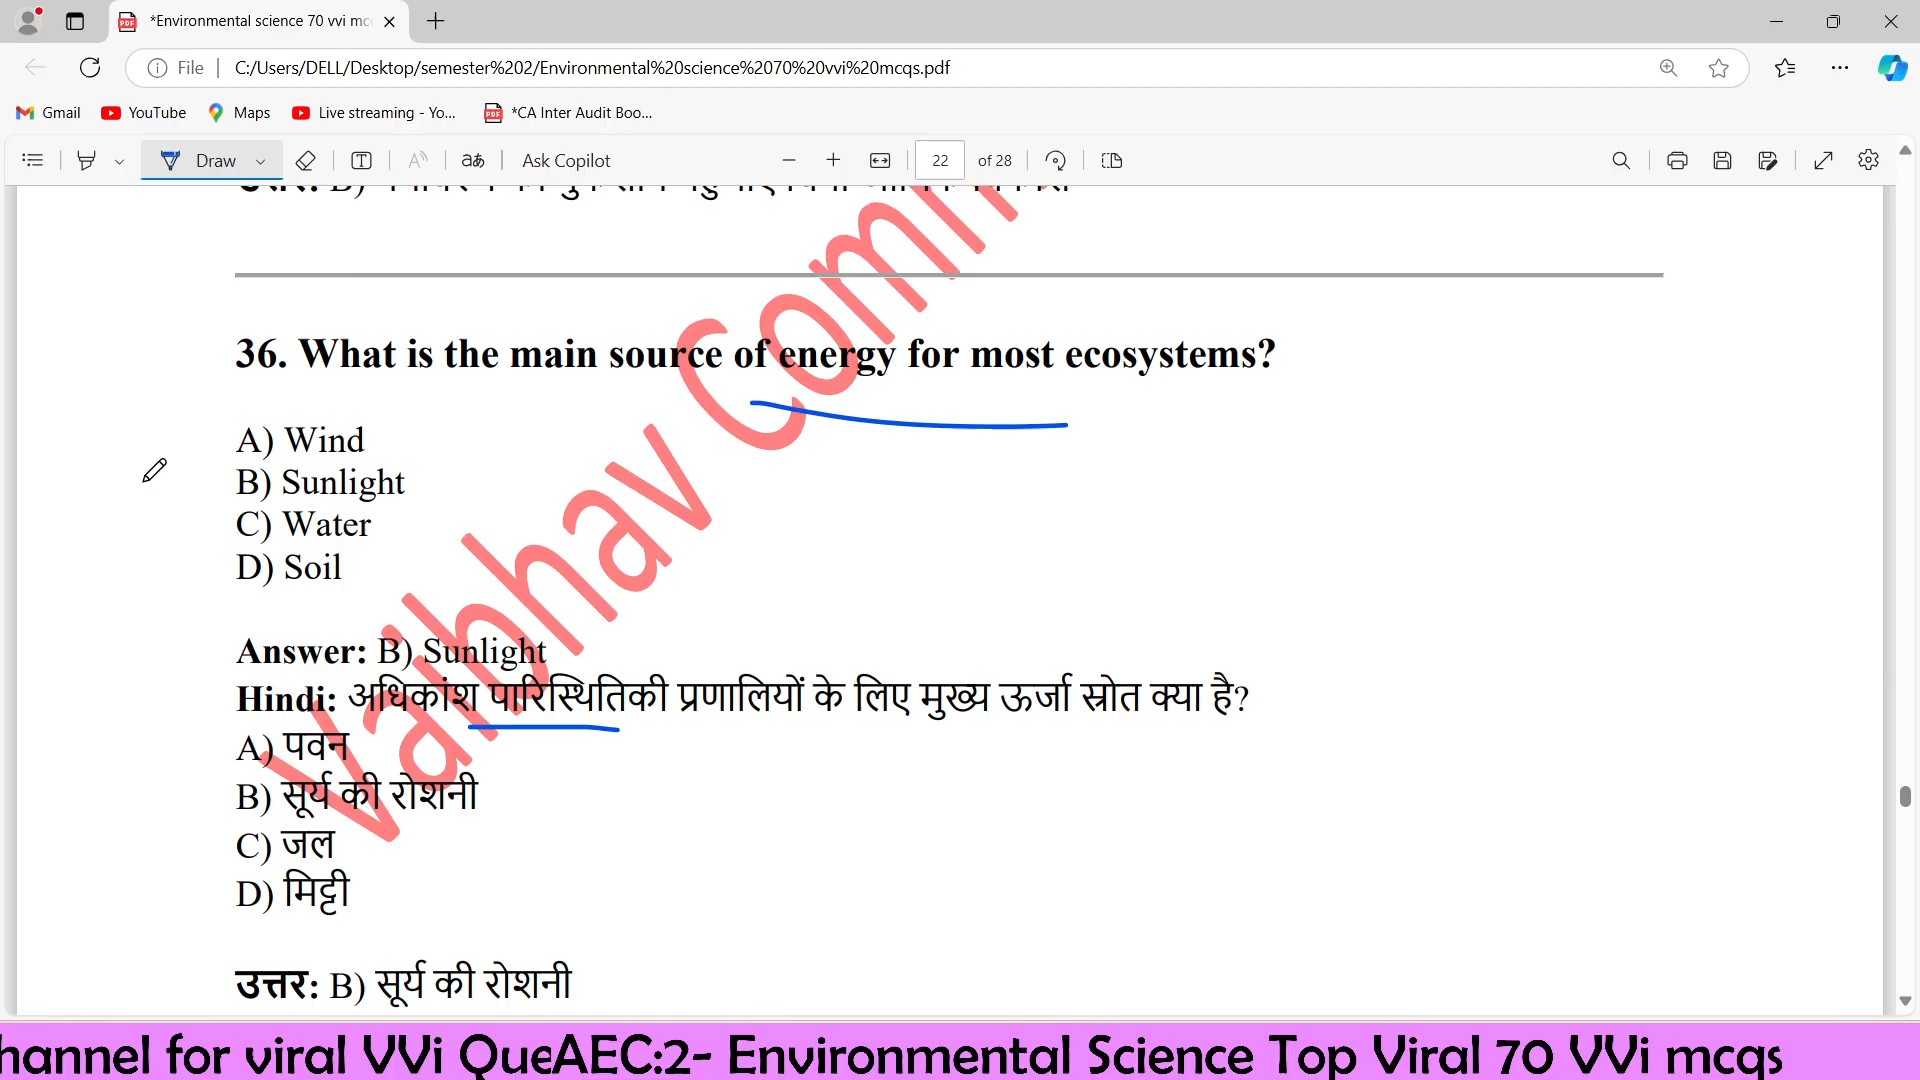 *Environmental science 70 vvi mc
File
C:/Users/DELL/Desktop/semester%202/Environmental%20science%2070%20vvi%20mcqs.pdf
Gmail YouTube Maps Live streaming - Yo... *CA Inter Audit Boo...
Draw Ask Copilot 22 of 28
36. What is the main source of energy for most ecosystems?
A) Wind
B) Sunlight
C) Water
D) Soil
Answer: B) Sunlight
Hindi: अधिकांश पारिस्थितिकी प्रणालियों के लिए मुख्य ऊर्जा स्रोत क्या है?
A) पवन
B) सूर्य की रोशनी
C) जल
D) मिट्टी
उत्तर: B) सूर्य की रोशनी
Vaibhav Comm
hannel for viral VVi QueAEC:2- Environmental Science Top Viral 70 VVi mcqs